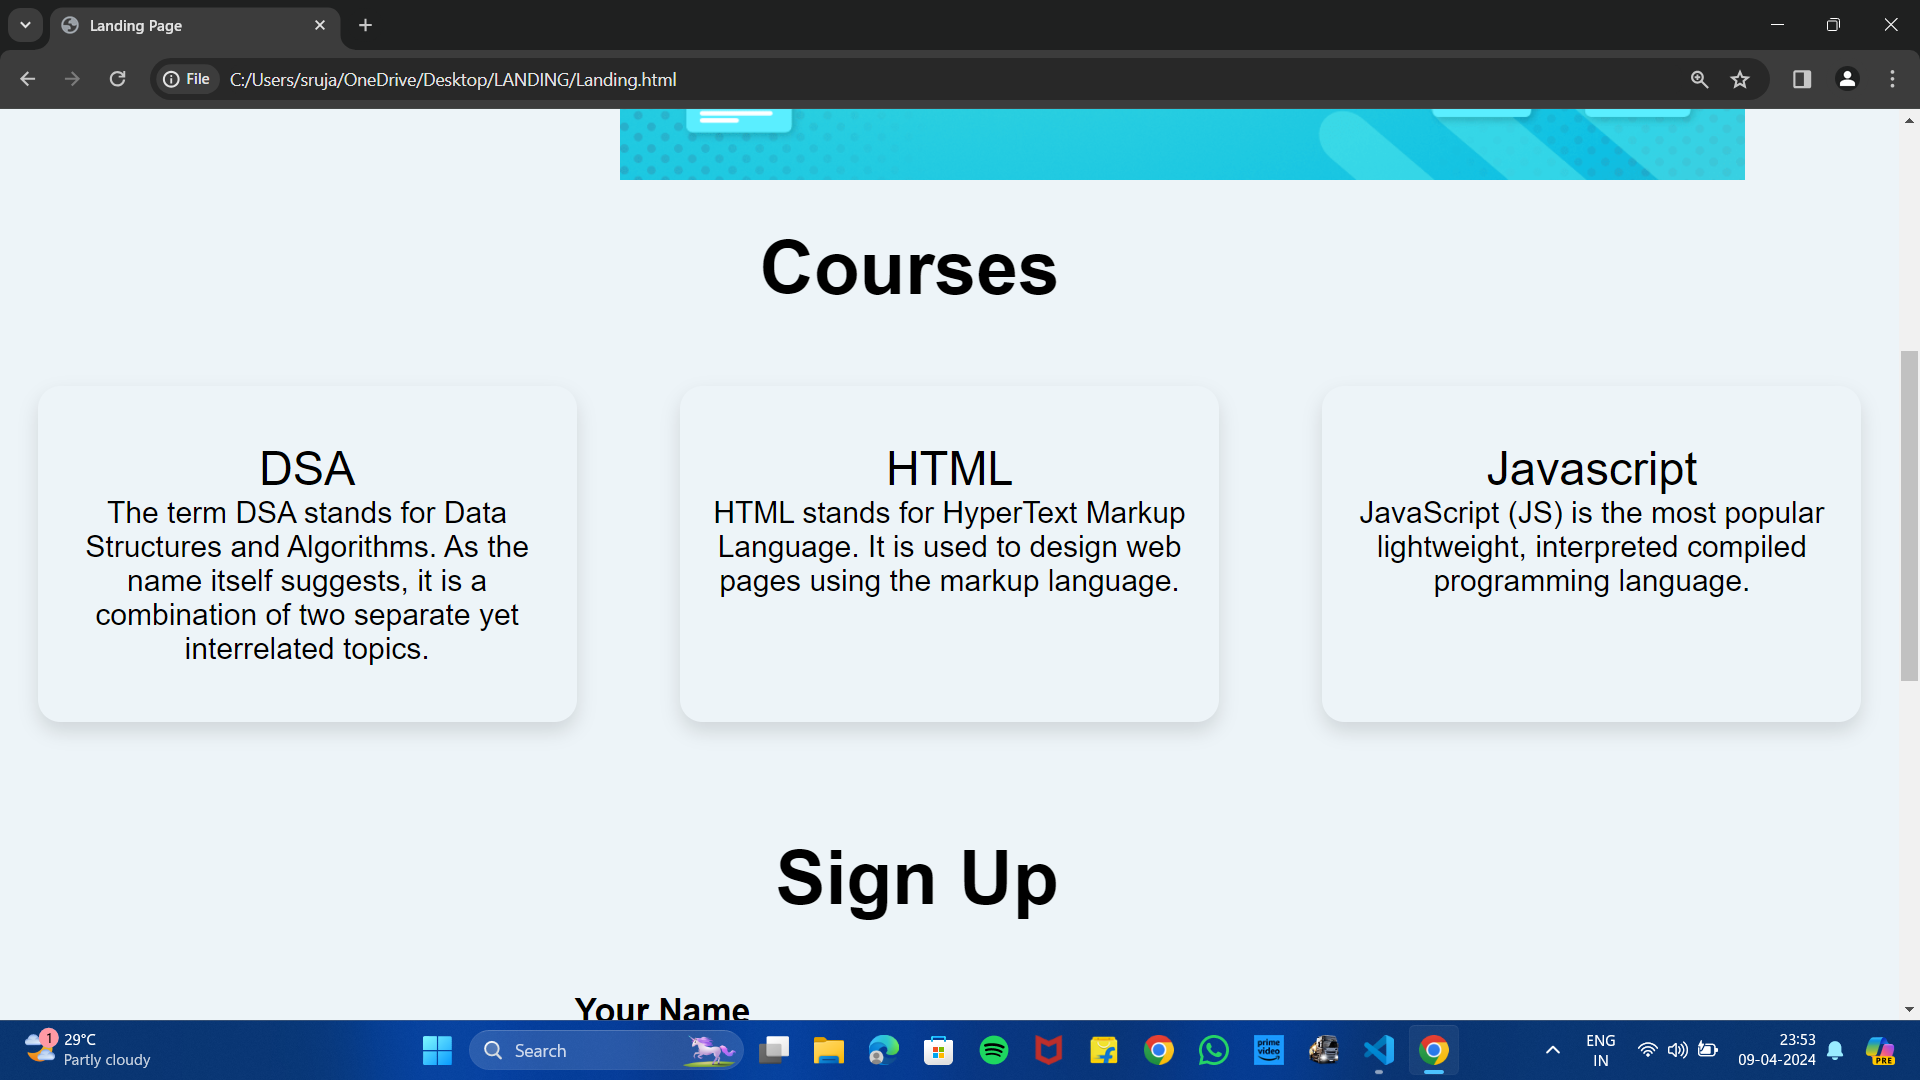 Landing Page
File
C:/Users/sruja/OneDrive/Desktop/LANDING/Landing.html
Courses
DSA
The term DSA stands for Data
Structures and Algorithms. As the
name itself suggests, it is a
combination of two separate yet
interrelated topics.
HTML
HTML stands for HyperText Markup
Language. It is used to design web
pages using the markup language.
Javascript
JavaScript (JS) is the most popular
lightweight, interpreted compiled
programming language.
Sign Up
Your Name
1
29°C
Partly cloudy
Search
prime
video
ENG
IN
23:53
09-04-2024
PRE